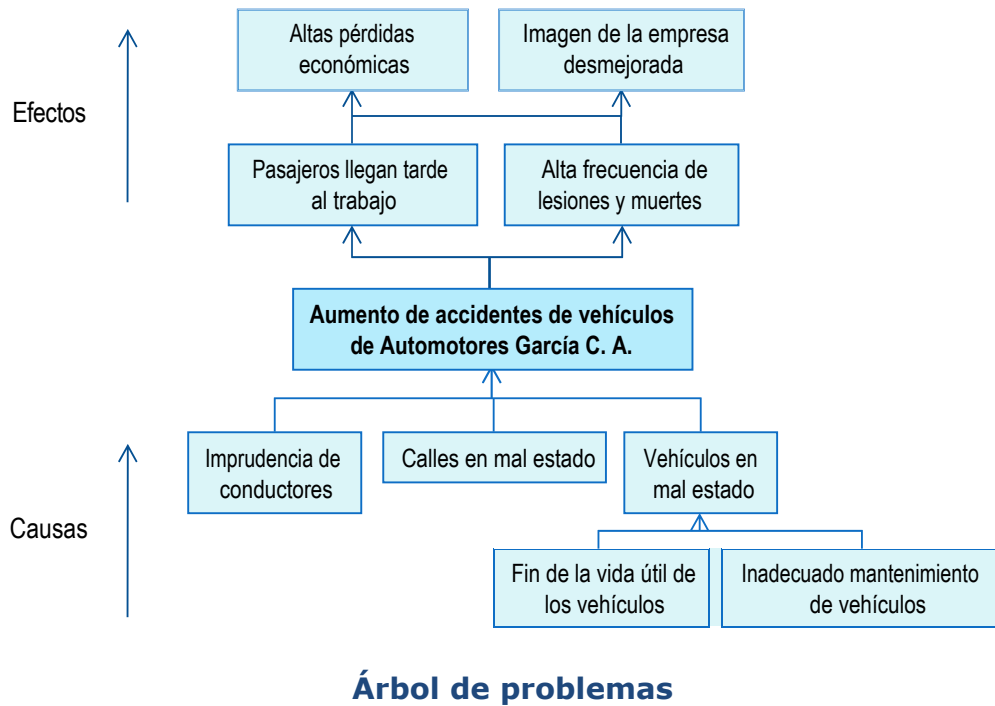 Altas pérdidas
económicas
Imagen de la empresa
desmejorada
Efectos
Pasajeros llegan tarde
al trabajo
Alta frecuencia de
lesiones y muertes
Aumento de accidentes de vehículos
de Automotores García C. A.
Imprudencia de
conductores
Calles en mal estado
Vehículos en
mal estado
Causas
Fin de la vida útil de
los vehículos
Inadecuado mantenimiento
de vehículos
Árbol de problemas